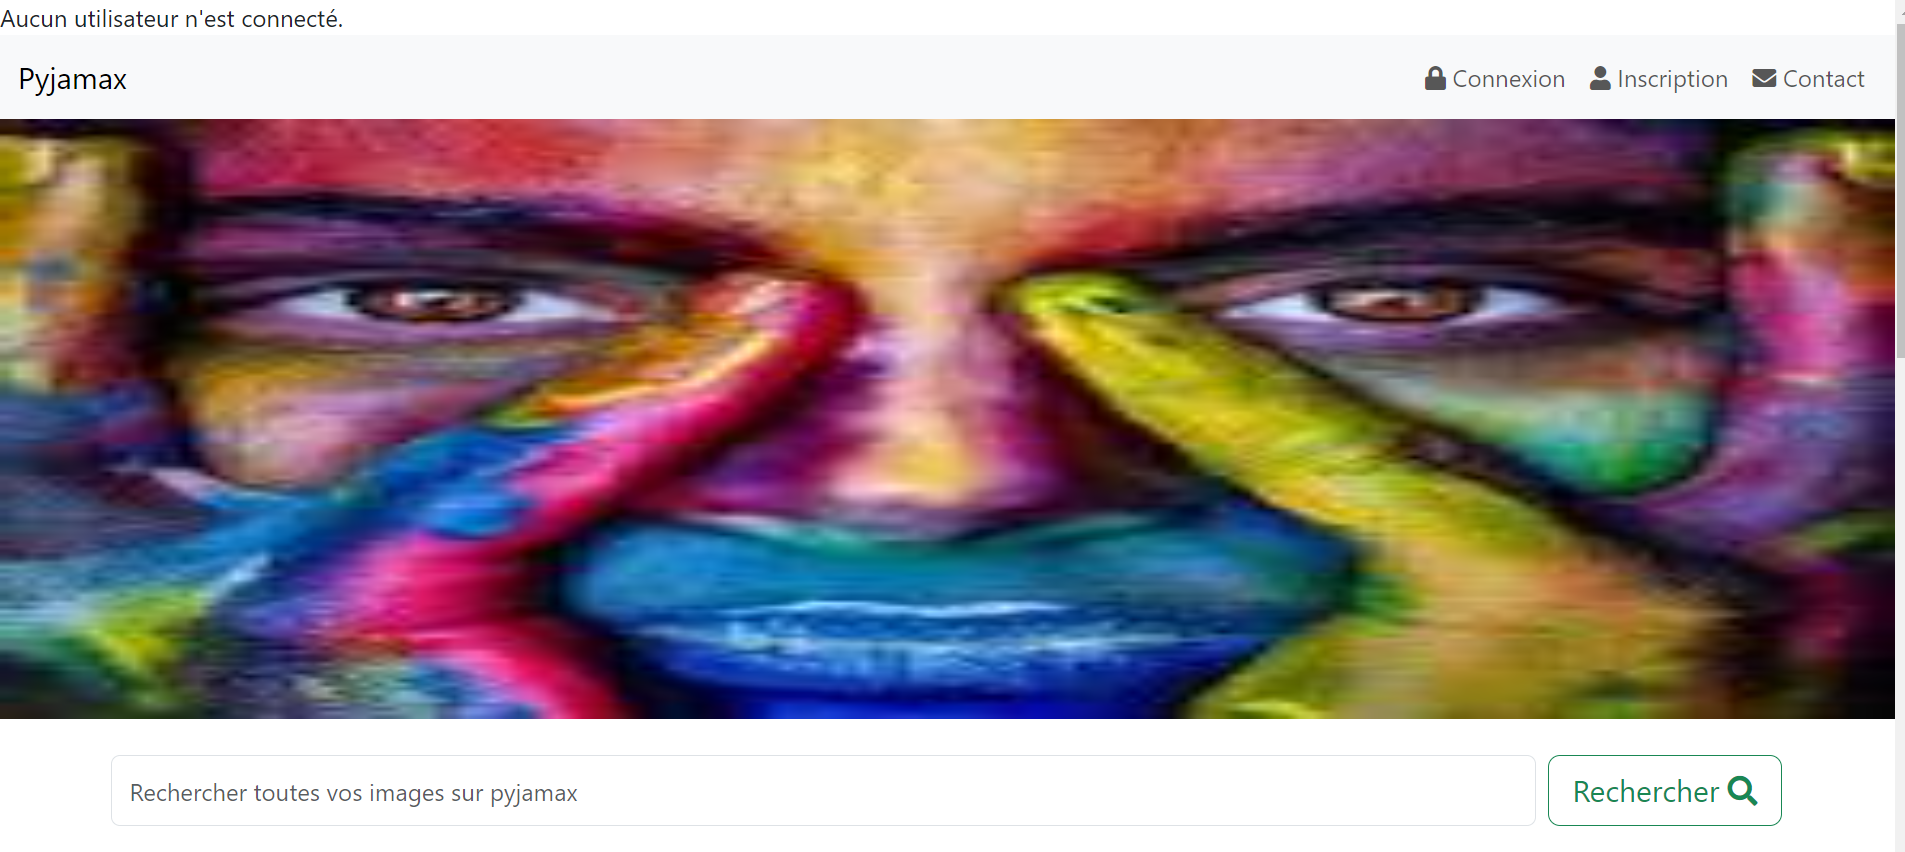 Aucun utilisateur n'est connecté.
Pyjamax Connexion Inscription Contact
Rechercher toutes vos images sur pyjamax Rechercher